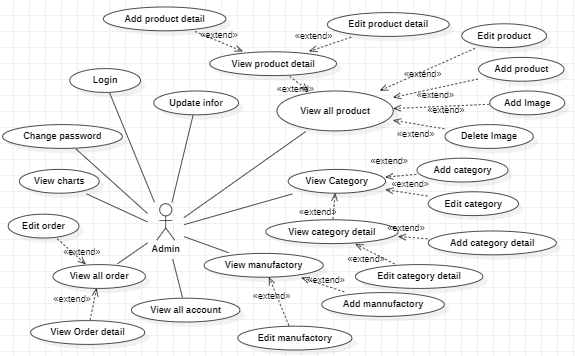 Add product detail
Edit product detail
«extend»
Edit product
«extend»
View product detail
Add product
«extend»
Login
«extend»
Update infor
«extend»
View all product
Add Image
«extend»
Change password
«extend»
Delete Image
«extend»
Add category
View charts
View Category
«extend»
Edit category
«extend»
Edit order
«extend»
View category detail
Add category detail
Admin
«extend»
«extend»
View all order
View manufactory
Edit category detail
«extend»
«extend»
«extend»
Add mannufactory
View all account
View Order detail
Edit manufactory